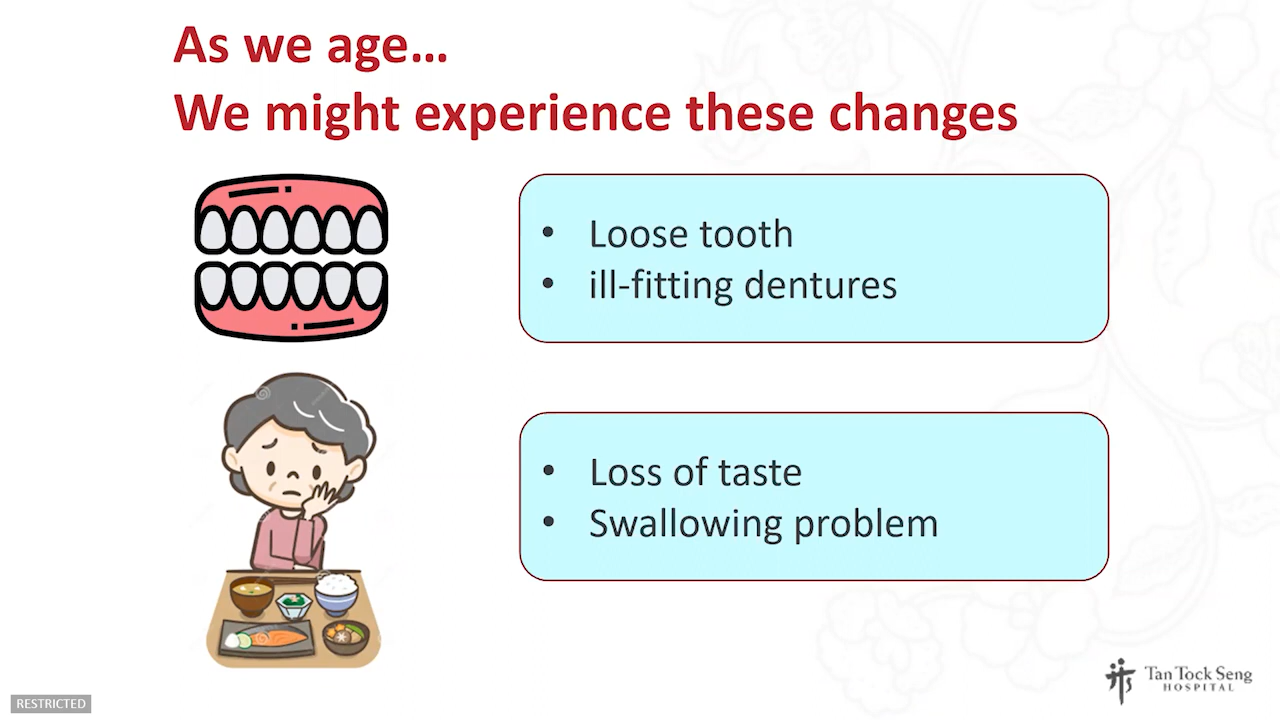 As we age…
We might experience these changes
• Loose tooth
• ill-fitting dentures
• Loss of taste
• Swallowing problem
Tan Tock Seng
HOSPITAL
RESTRICTED